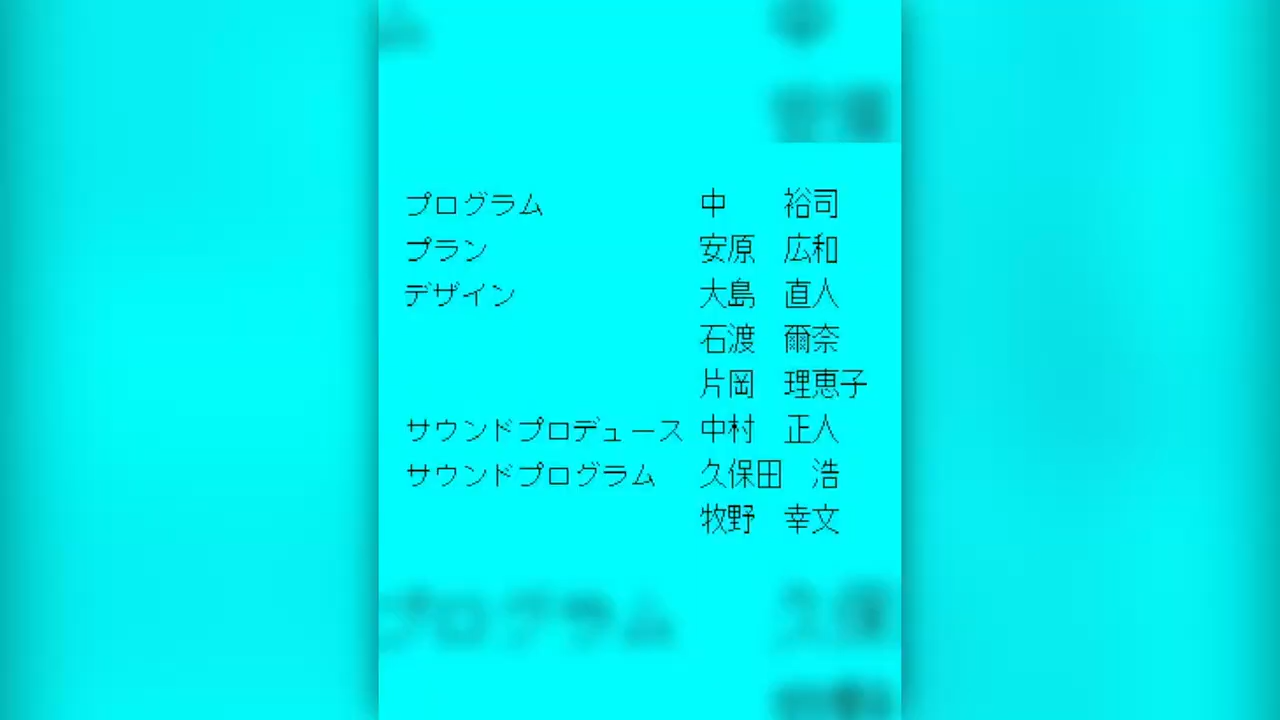 プログラム 中 裕司
プラン 安原 広和
デザイン 大島 直人
石渡 爾奈
片岡 理恵子
サウンドプロデュース 中村 正人
サウンドプログラム 久保田 浩
牧野 幸文